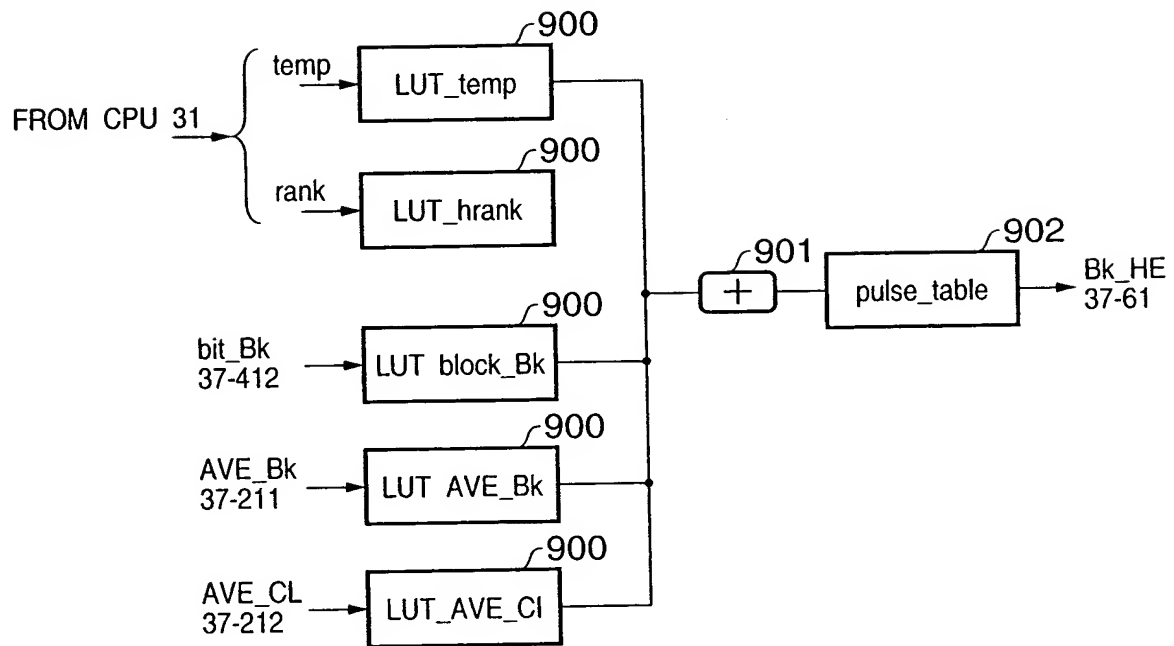 900
temp
LUT_temp
FROM CPU 31
900
rank
LUT_hrank
901
902
+
pulse_table
Bk_HE
37-61
900
bit_Bk
37-412
LUT block_Bk
900
AVE_Bk
37-211
LUT AVE_Bk
900
AVE_CL
37-212
LUT_AVE_Cl